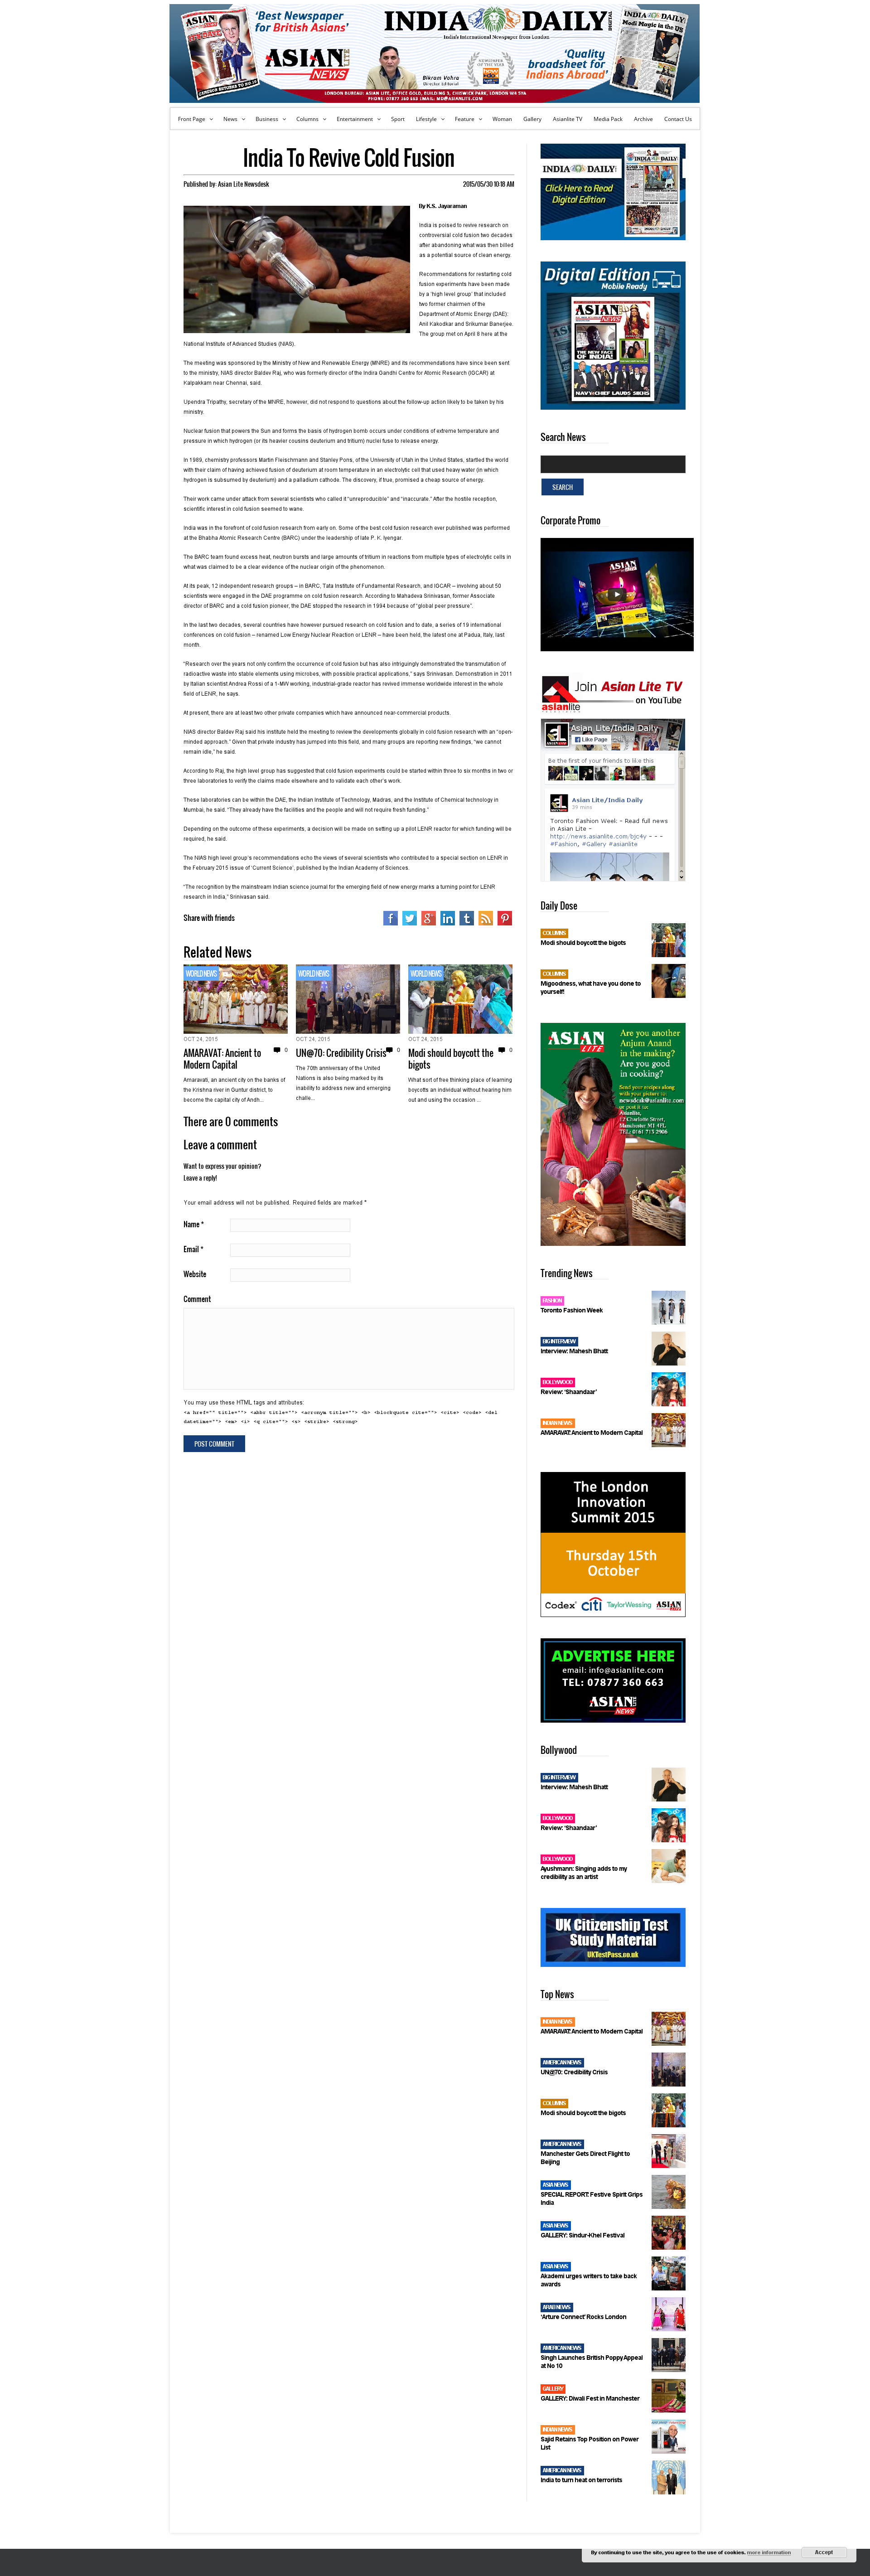 'Best Newspaper
for British Asians'
INDIA DAILY
DIGITAL
India's International Newspaper from London
ASIAN LITE
NEWS
Bikram Vohra
Director Editorial
NEWSPAPER
OF THE YEAR
'Quality
broadsheet for
Indians Abroad'
Modi Magic in the US
LONDON BUREAU: ASIAN LITE, OFFICE GOLD, BUILDING 3, CHISWICK PARK, LONDON W4 5YA
Front Page
News
Business
Columns
Entertainment
Sport
Lifestyle
Feature
Woman
Gallery
Asianlite TV
Media Pack
Archive
Contact Us
India To Revive Cold Fusion
Published by: Asian Lite Newsdesk
2015/05/30 10:18 AM
By K.S. Jayaraman
India is poised to revive research on
controversial cold fusion two decades
after abandoning what was then billed
as a potential source of clean energy.
Recommendations for restarting cold
fusion experiments have been made
by a 'high level group' that included
two former chairmen of the
Department of Atomic Energy (DAE):
Anil Kakodkar and Srikumar Banerjee.
The group met on April 8 here at the
National Institute of Advanced Studies (NIAS).
The meeting was sponsored by the Ministry of New and Renewable Energy (MNRE) and its recommendations have since been sent
to the ministry, NIAS director Baldev Raj, who was formerly director of the Indira Gandhi Centre for Atomic Research (IGCAR) at
Kalpakkam near Chennai, said.
Upendra Tripathy, secretary of the MNRE, however, did not respond to questions about the follow-up action likely to be taken by his
ministry.
Nuclear fusion that powers the Sun and forms the basis of hydrogen bomb occurs under conditions of extreme temperature and
pressure in which hydrogen (or its heavier cousins deuterium and tritium) nuclei fuse to release energy.
In 1989, chemistry professors Martin Fleischmann and Stanley Pons, of the University of Utah in the United States, startled the world
with their claim of having achieved fusion of deuterium at room temperature in an electrolytic cell that used heavy water (in which
hydrogen is subsumed by deuterium) and a palladium cathode. The discovery, if true, promised a cheap source of energy.
Their work came under attack from several scientists who called it "unreproducible" and "inaccurate." After the hostile reception,
scientific interest in cold fusion seemed to wane.
India was in the forefront of cold fusion research from early on. Some of the best cold fusion research ever published was performed
at the Bhabha Atomic Research Centre (BARC) under the leadership of late P. K. Iyengar.
The BARC team found excess heat, neutron bursts and large amounts of tritium in reactions from multiple types of electrolytic cells in
what was claimed to be a clear evidence of the nuclear origin of the phenomenon.
At its peak, 12 independent research groups – in BARC, Tata Institute of Fundamental Research, and IGCAR – involving about 50
scientists were engaged in the DAE programme on cold fusion research. According to Mahadeva Srinivasan, former Associate
director of BARC and a cold fusion pioneer, the DAE stopped the research in 1994 because of "global peer pressure".
In the last two decades, several countries have however pursued research on cold fusion and to date, a series of 19 international
conferences on cold fusion – renamed Low Energy Nuclear Reaction or LENR – have been held, the latest one at Padua, Italy, last
month.
"Research over the years not only confirm the occurrence of cold fusion but has also intriguingly demonstrated the transmutation of
radioactive waste into stable elements using microbes, with possible practical applications," says Srinivasan. Demonstration in 2011
by Italian scientist Andrea Rossi of a 1-MW working, industrial-grade reactor has revived immense worldwide interest in the whole
field of LENR, he says.
At present, there are at least two other private companies which have announced near-commercial products.
NIAS director Baldev Raj said his institute held the meeting to review the developments globally in cold fusion research with an "open-
minded approach." Given that private industry has jumped into this field, and many groups are reporting new findings, "we cannot
remain idle," he said.
According to Raj, the high level group has suggested that cold fusion experiments could be started within three to six months in two or
three laboratories to verify the claims made elsewhere and to validate each other's work.
These laboratories can be within the DAE, the Indian Institute of Technology, Madras, and the Institute of Chemical technology in
Mumbai, he said. "They already have the facilities and the people and will not require fresh funding."
Depending on the outcome of these experiments, a decision will be made on setting up a pilot LENR reactor for which funding will be
required, he said.
The NIAS high level group's recommendations echo the views of several scientists who contributed to a special section on LENR in
the February 2015 issue of 'Current Science', published by the Indian Academy of Sciences.
"The recognition by the mainstream Indian science journal for the emerging field of new energy marks a turning point for LENR
research in India," Srinivasan said.
Share with friends
Related News
WORLD NEWS
OCT 24, 2015
AMARAVAT: Ancient to
Modern Capital
0
Amaravati, an ancient city on the banks of
the Krishna river in Guntur district, to
become the capital city of Andh...
WORLD NEWS
OCT 24, 2015
UN@70: Credibility Crisis
0
The 70th anniversary of the United
Nations is also being marked by its
inability to address new and emerging
challe...
WORLD NEWS
OCT 24, 2015
Modi should boycott the
bigots
0
What sort of free thinking place of learning
boycotts an individual without hearing him
out and using the occasion ...
There are 0 comments
Leave a comment
Want to express your opinion?
Leave a reply!
Your email address will not be published. Required fields are marked *
Name *
Email *
Website
Comment
You may use these HTML tags and attributes:
<a href="" title=""> <abbr title=""> <acronym title=""> <b> <blockquote cite=""> <cite> <code> <del
datetime=""> <em> <i> <q cite=""> <s> <strike> <strong>
POST COMMENT
INDIA DAILY
Click Here to Read
Digital Edition
Digital Edition
Mobile Ready
ASIAN
NEWS
THE NEW FACE
OF INDIA!
NAVY CHIEF LAUDS SIKHS
Search News
SEARCH
Corporate Promo
ASIAN
Join Asian Lite TV
on YouTube
asianlite
Asian Lite/India Daily
Like Page
Be the first of your friends to like this
Asian Lite/India Daily
39 mins
Toronto Fashion Week: - Read full news
in Asian Lite -
http://news.asianlite.com/bjc4y - - -
#Fashion, #Gallery #asianlite
Daily Dose
COLUMNS
Modi should boycott the bigots
COLUMNS
Migoodness, what have you done to
yourself!
ASIAN
LITE
Are you another
Anjum Anand
in the making?
Are you good
in cooking?
Send your recipes along
with your picture to:
newsdesk@asianlite.com
or post it us
Asianlite,
Manchester M1 4FL
TEL: 0161 713 2906
Trending News
FASHION
Toronto Fashion Week
BIG INTERVIEW
Interview: Mahesh Bhatt
BOLLYWOOD
Review: 'Shaandaar'
INDIAN NEWS
AMARAVAT: Ancient to Modern Capital
The London
Innovation
Summit 2015
Thursday 15th
October
Codex
citi
TaylorWessing
ASIAN
ADVERTISE HERE
email: info@asianlite.com
TEL: 07877 360 663
ASIAN
NEWS
Bollywood
BIG INTERVIEW
Interview: Mahesh Bhatt
BOLLYWOOD
Review: 'Shaandaar'
BOLLYWOOD
Ayushmann: Singing adds to my
credibility as an artist
UK Citizenship Test
Study Material
UKTestPass.co.uk
Top News
INDIAN NEWS
AMARAVAT: Ancient to Modern Capital
AMERICAN NEWS
UN@70: Credibility Crisis
COLUMNS
Modi should boycott the bigots
AMERICAN NEWS
Manchester Gets Direct Flight to
Beijing
ASIA NEWS
SPECIAL REPORT: Festive Spirit Grips
India
ASIA NEWS
GALLERY: Sindur-Khel Festival
ASIA NEWS
Akademi urges writers to take back
awards
ARAB NEWS
'Arture Connect' Rocks London
AMERICAN NEWS
Singh Launches British Poppy Appeal
at No 10
GALLERY
GALLERY: Diwali Fest in Manchester
INDIAN NEWS
Sajid Retains Top Position on Power
List
AMERICAN NEWS
India to turn heat on terrorists
By continuing to use the site, you agree to the use of cookies. more information
Accept